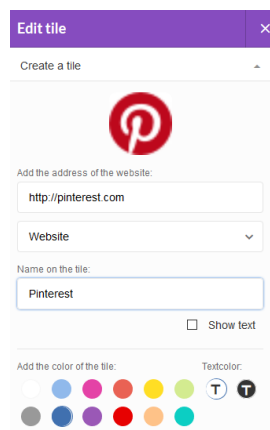 Edit tile ×
Create a tile
Add the address of the website:
http://pinterest.com
Website
Name on the tile:
Pinterest
Show text
Add the color of the tile: Textcolor:
T T